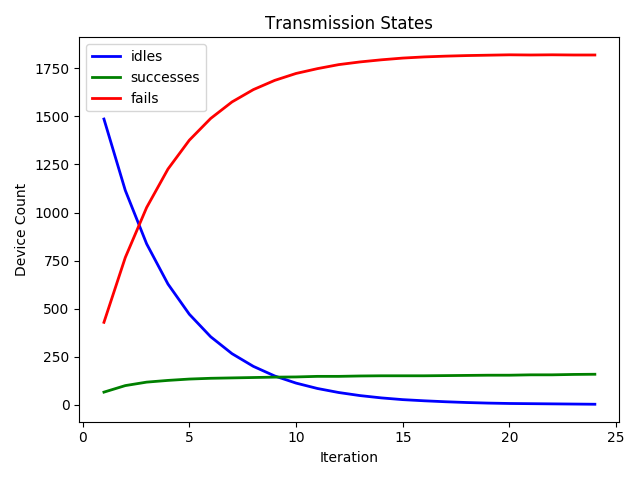 Transmission States
idles
successes
fails
Device Count
1750
1500
1250
1000
750
500
250
0
0 5 10 15 20 25
Iteration